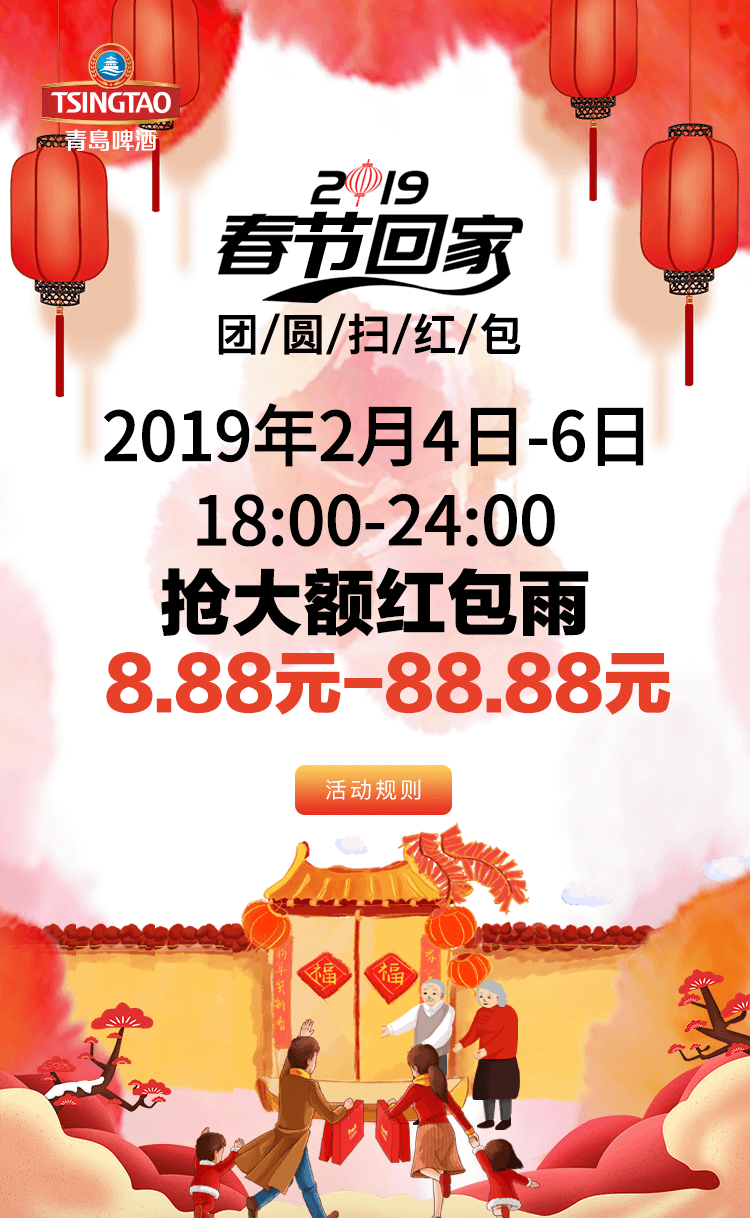 TSINGTAO
青島啤酒
2019
春节回家
团/圆/扫/红/包
2019年2月4日-6日
18:00-24:00
抢大额红包雨
8.88元-88.88元
活动规则
福
福